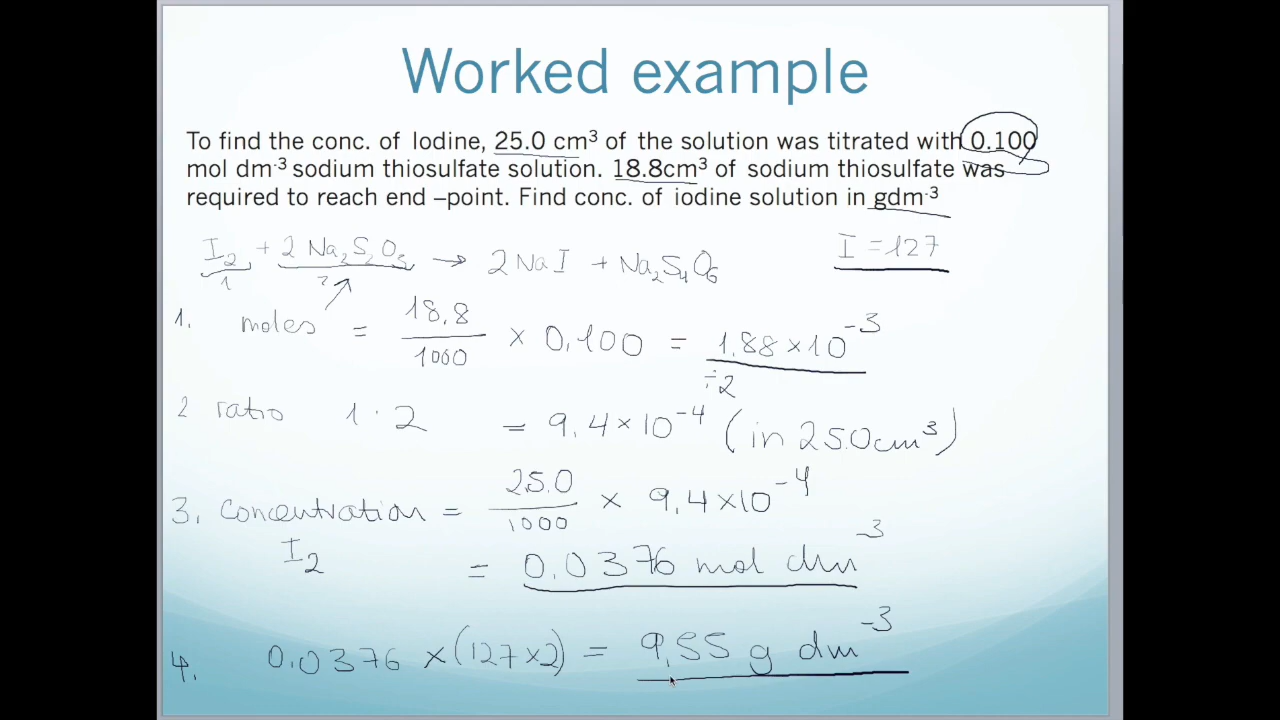 Worked example
To find the conc. of Iodine, 25.0 cm³ of the solution was titrated with 0.100
mol dm⁻³ sodium thiosulfate solution. 18.8cm³ of sodium thiosulfate was
required to reach end –point. Find conc. of iodine solution in gdm⁻³
I₂ + 2 Na₂S₂O₃ → 2NaI + Na₂S₄O₆
I = 127
1
1. moles = 18.8/1000 × 0.100 = 1.88 × 10⁻³
÷2
2 ratio 1 : 2 = 9.4 × 10⁻⁴ (in 25.0cm³)
3. concentration = 25.0/1000 × 9.4 × 10⁻⁴
I₂
= 0.0376 mol dm⁻³
4. 0.0376 × (127×2) = 9.55 g dm⁻³